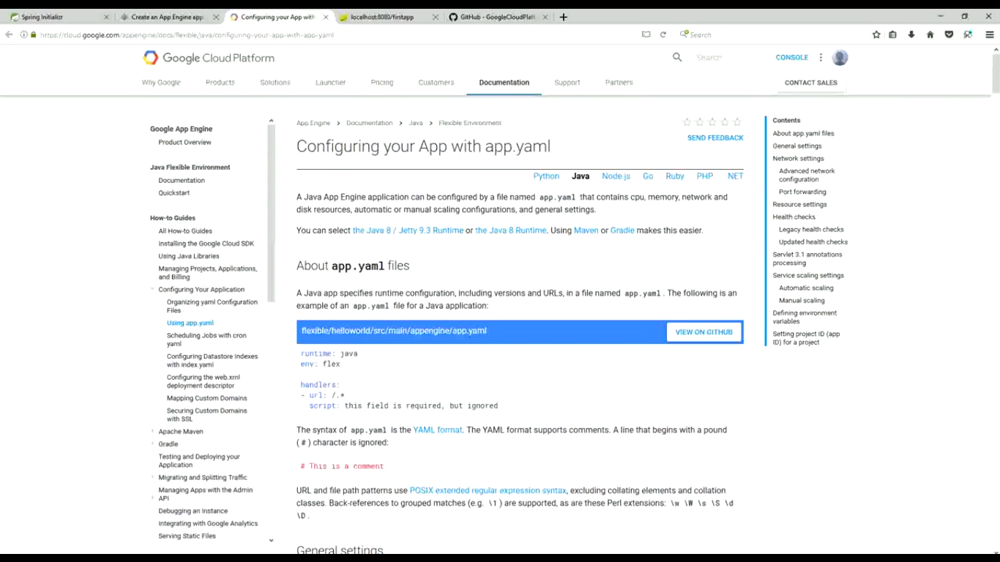 Spring Initializr
Create an App Engine app
Configuring your App with
localhost:8080/firstapp
GitHub - GoogleCloudPlat
https://cloud.google.com/appengine/docs/flexible/java/configuring-your-app-with-app-yaml
Search
Google Cloud Platform
Search
CONSOLE
Why Google
Products
Solutions
Launcher
Pricing
Customers
Documentation
Support
Partners
CONTACT SALES
Google App Engine
Product Overview
Java Flexible Environment
Documentation
Quickstart
How-to Guides
All How-to Guides
Installing the Google Cloud SDK
Using Java Libraries
Managing Projects, Applications,
and Billing
Configuring Your Application
Organizing yaml Configuration
Files
Using app.yaml
Scheduling Jobs with cron
yaml
Configuring Datastore Indexes
with index.yaml
Configuring the web.xml
deployment descriptor
Mapping Custom Domains
Securing Custom Domains
with SSL
Apache Maven
Gradle
Testing and Deploying your
Application
Migrating and Splitting Traffic
Managing Apps with the Admin
API
Debugging an Instance
Integrating with Google Analytics
Serving Static Files
App Engine > Documentation > Java > Flexible Environment
SEND FEEDBACK
Configuring your App with app.yaml
Python Java Node.js Go Ruby PHP .NET
A Java App Engine application can be configured by a file named app.yaml that contains cpu, memory, network and
disk resources, automatic or manual scaling configurations, and general settings.
You can select the Java 8 / Jetty 9.3 Runtime or the Java 8 Runtime. Using Maven or Gradle makes this easier.
About app.yaml files
A Java app specifies runtime configuration, including versions and URLs, in a file named app.yaml . The following is an
example of an app.yaml file for a Java application:
flexible/helloworld/src/main/appengine/app.yaml
VIEW ON GITHUB
runtime: java
env: flex
handlers:
- url: /.*
script: this field is required, but ignored
The syntax of app.yaml is the YAML format. The YAML format supports comments. A line that begins with a pound
( # ) character is ignored:
# This is a comment
URL and file path patterns use POSIX extended regular expression syntax, excluding collating elements and collation
classes. Back-references to grouped matches (e.g. \1 ) are supported, as are these Perl extensions: \w \W \s \S \d
\D .
General settings
Contents
About app.yaml files
General settings
Network settings
Advanced network
configuration
Port forwarding
Resource settings
Health checks
Legacy health checks
Updated health checks
Servlet 3.1 annotations
processing
Service scaling settings
Automatic scaling
Manual scaling
Defining environment
variables
Setting project ID (app
ID) for a project